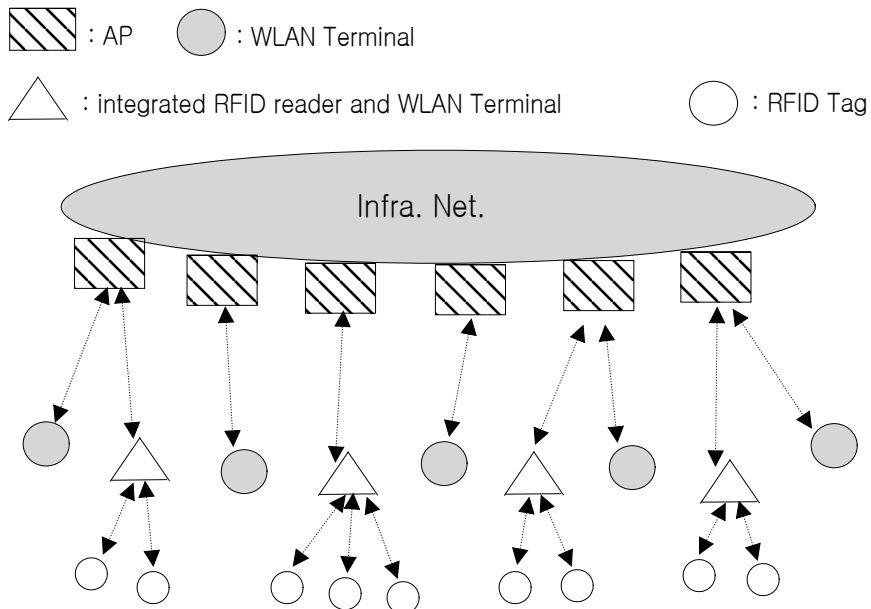 : AP
: WLAN Terminal
: integrated RFID reader and WLAN Terminal
: RFID Tag
Infra. Net.